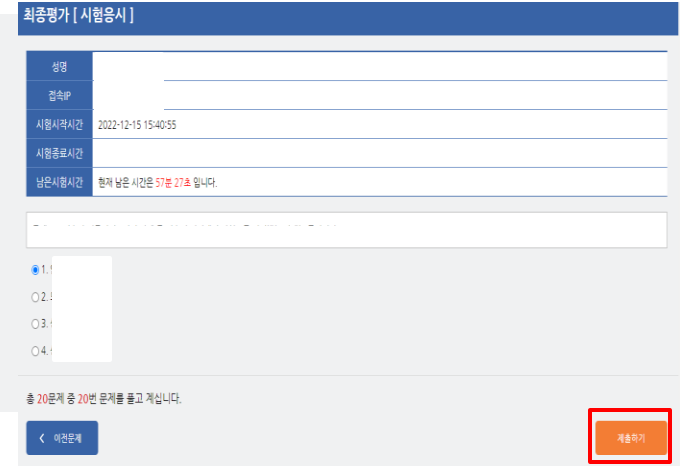 최종평가 [ 시험응시 ]
성명
접속IP
시험시작시간 2022-12-15 15:40:55
시험종료시간
남은시험시간 현재 남은 시간은 57분 27초 입니다.
1.
2.
3.
4.
총 20문제 중 20번 문제를 풀고 계십니다.
< 이전문제
제출하기